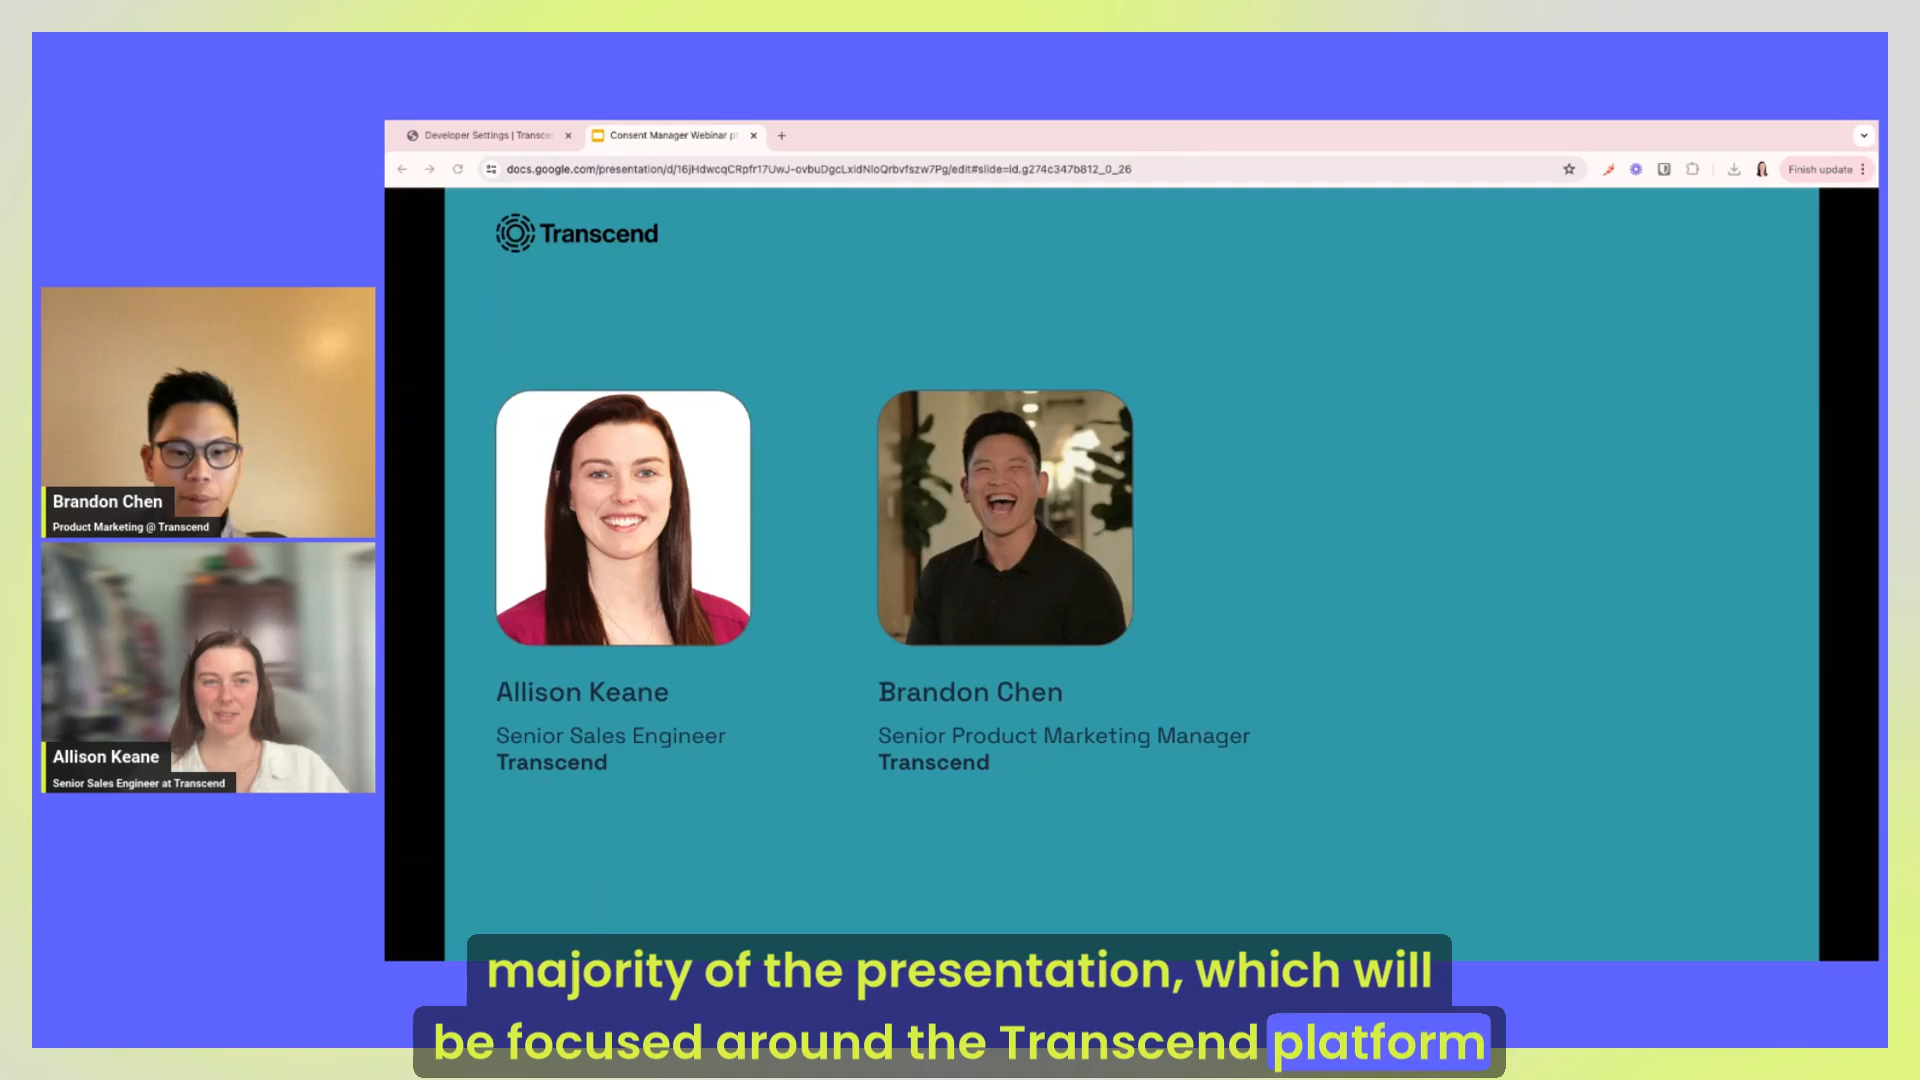 Developer Settings | Transce
Consent Manager Webinar pt
docs.google.com/presentation/d/16jHdwcqCRpfr17UwJ-ovbuDgcLxidNloQrbvfszw7Pg/edit#slide=id.g274c347b812_0_26
Finish update
Transcend
Brandon Chen
Product Marketing @ Transcend
Allison Keane
Senior Sales Engineer at Transcend
Allison Keane
Senior Sales Engineer
Transcend
Brandon Chen
Senior Product Marketing Manager
Transcend
majority of the presentation, which will
be focused around the Transcend platform